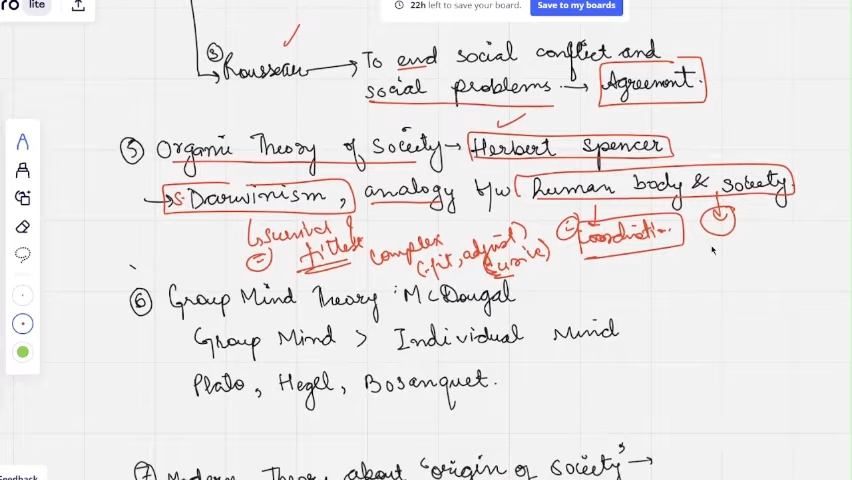 ro lite
22h left to save your board. Save to my boards
③ Rousseau → To end social conflict and
social problems → Agreement.
⑤ Organic Theory of Society → Herbert Spencer
→ S. Darwinism, analogy b/w human body & society
↳ survival of
fittest complex (fit, adjust) Coordination
⑥ Group Mind Theory : McDougal
Group Mind > Individual Mind
Plato, Hegel, Bosanquet.
⑦ Modern Theory about "origin of society" →
Feedback